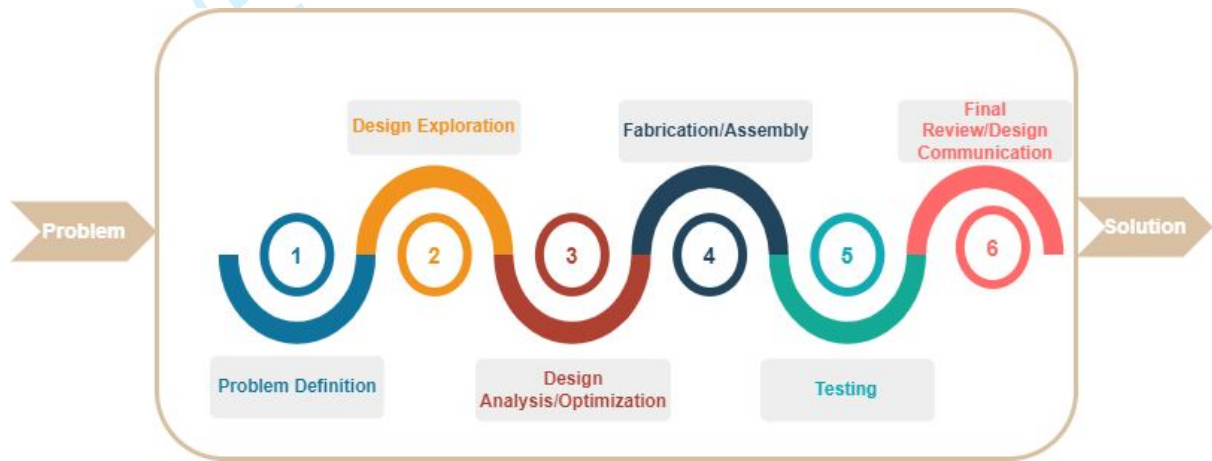 Design Exploration
Fabrication/Assembly
Final
Review/Design
Communication
Problem
1
2
3
4
5
6
Solution
Problem Definition
Design
Analysis/Optimization
Testing